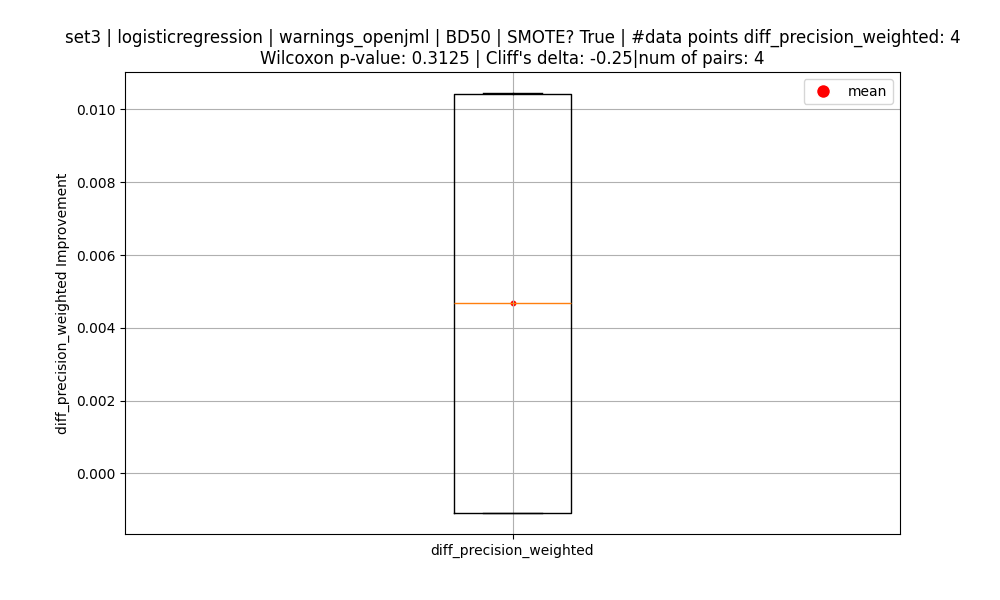 set3 | logisticregression | warnings_openjml | BD50 | SMOTE? True | #data points diff_precision_weighted: 4
Wilcoxon p-value: 0.3125 | Cliff's delta: -0.25|num of pairs: 4
mean
0.010
0.008
0.006
0.004
0.002
0.000
diff_precision_weighted Improvement
diff_precision_weighted